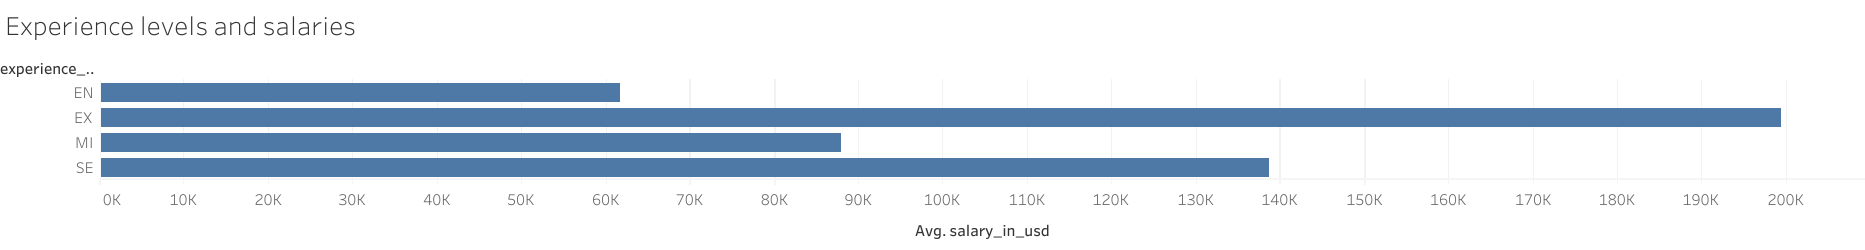 Experience levels and salaries
experience_..
EN
EX
MI
SE
0K 10K 20K 30K 40K 50K 60K 70K 80K 90K 100K 110K 120K 130K 140K 150K 160K 170K 180K 190K 200K
Avg. salary_in_usd